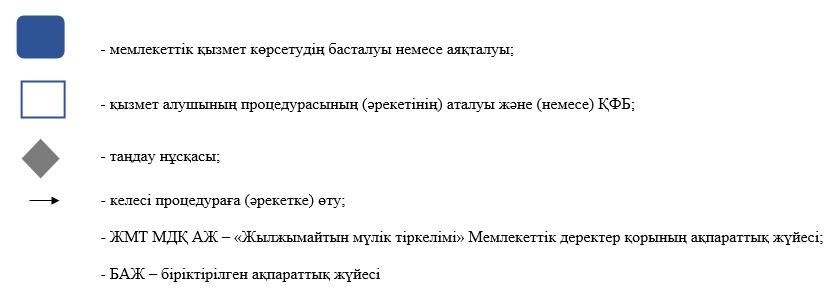 - мемлекеттік қызмет көрсетудің басталуы немесе аяқталуы;
- қызмет алушының процедурасының (әрекетінің) аталуы және (немесе) ҚФБ;
- таңдау нұсқасы;
- келесі процедураға (әрекетке) өту;
- ЖМТ МДҚ АЖ – «Жылжымайтын мүлік тіркелімі» Мемлекеттік деректер қорының ақпараттық жүйесі;
- БАЖ – біріктірілген ақпараттық жүйесі